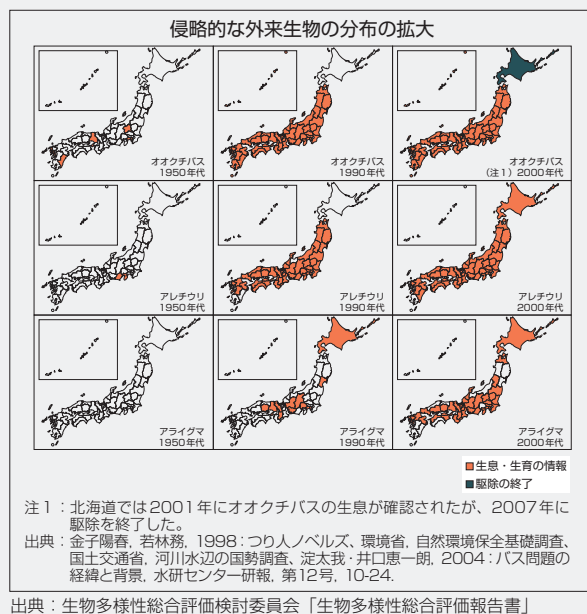 侵略的な外来生物の分布の拡大
オオクチバス
1950年代
オオクチバス
1990年代
オオクチバス
(注1) 2000年代
アレチウリ
1950年代
アレチウリ
1990年代
アレチウリ
2000年代
アライグマ
1950年代
アライグマ
1990年代
アライグマ
2000年代
生息・生育の情報
駆除の終了
注1：北海道では2001年にオオクチバスの生息が確認されたが、2007年に
駆除を終了した。
出典：金子陽春，若林務，1998：つり人ノベルズ、環境省，自然環境保全基礎調査、
国土交通省，河川水辺の国勢調査、淀太我・井口恵一朗，2004：バス問題の
経緯と背景，水研センター研報，第12号，10-24.
出典：生物多様性総合評価検討委員会「生物多様性総合評価報告書」